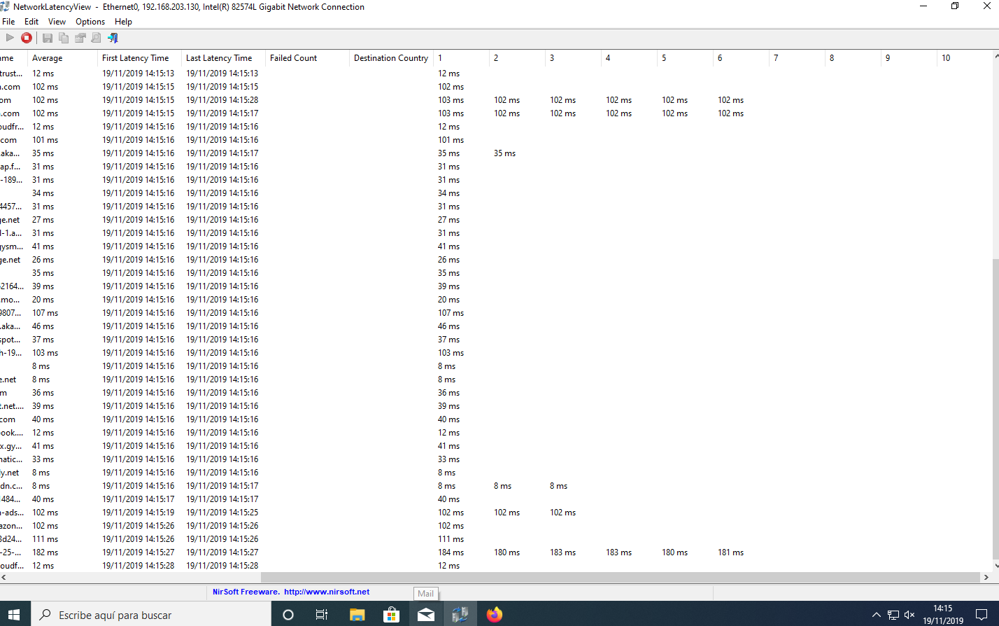 NetworkLatencyView - Ethernet0, 192.168.203.130, Intel(R) 82574L Gigabit Network Connection
File Edit View Options Help
me Average First Latency Time Last Latency Time Failed Count Destination Country 1 2 3 4 5 6 7 8 9 10
trust... 12 ms 19/11/2019 14:15:13 19/11/2019 14:15:13 12 ms
.com 102 ms 19/11/2019 14:15:15 19/11/2019 14:15:15 102 ms
om 102 ms 19/11/2019 14:15:15 19/11/2019 14:15:28 103 ms 102 ms 102 ms 102 ms 102 ms 102 ms
.com 102 ms 19/11/2019 14:15:15 19/11/2019 14:15:17 103 ms 102 ms 102 ms 102 ms 102 ms 102 ms
oudfr... 12 ms 19/11/2019 14:15:16 19/11/2019 14:15:16 12 ms
.com 101 ms 19/11/2019 14:15:16 19/11/2019 14:15:16 101 ms
.aka... 35 ms 19/11/2019 14:15:16 19/11/2019 14:15:17 35 ms 35 ms
ap.f... 31 ms 19/11/2019 14:15:16 19/11/2019 14:15:16 31 ms
-189... 31 ms 19/11/2019 14:15:16 19/11/2019 14:15:16 31 ms
34 ms 19/11/2019 14:15:16 19/11/2019 14:15:16 34 ms
4457... 31 ms 19/11/2019 14:15:16 19/11/2019 14:15:16 31 ms
ge.net 27 ms 19/11/2019 14:15:16 19/11/2019 14:15:16 27 ms
l-1.a... 31 ms 19/11/2019 14:15:16 19/11/2019 14:15:16 31 ms
gysm... 41 ms 19/11/2019 14:15:16 19/11/2019 14:15:16 41 ms
ge.net 26 ms 19/11/2019 14:15:16 19/11/2019 14:15:16 26 ms
35 ms 19/11/2019 14:15:16 19/11/2019 14:15:16 35 ms
62164... 39 ms 19/11/2019 14:15:16 19/11/2019 14:15:16 39 ms
.mo... 20 ms 19/11/2019 14:15:16 19/11/2019 14:15:16 20 ms
9807... 107 ms 19/11/2019 14:15:16 19/11/2019 14:15:16 107 ms
.aka... 46 ms 19/11/2019 14:15:16 19/11/2019 14:15:16 46 ms
spot... 37 ms 19/11/2019 14:15:16 19/11/2019 14:15:16 37 ms
h-19... 103 ms 19/11/2019 14:15:16 19/11/2019 14:15:16 103 ms
8 ms 19/11/2019 14:15:16 19/11/2019 14:15:16 8 ms
e.net 8 ms 19/11/2019 14:15:16 19/11/2019 14:15:16 8 ms
m 36 ms 19/11/2019 14:15:16 19/11/2019 14:15:16 36 ms
t.net.... 39 ms 19/11/2019 14:15:16 19/11/2019 14:15:16 39 ms
com 40 ms 19/11/2019 14:15:16 19/11/2019 14:15:16 40 ms
ook.... 12 ms 19/11/2019 14:15:16 19/11/2019 14:15:16 12 ms
x.gy... 41 ms 19/11/2019 14:15:16 19/11/2019 14:15:16 41 ms
matic... 33 ms 19/11/2019 14:15:16 19/11/2019 14:15:16 33 ms
ly.net 8 ms 19/11/2019 14:15:16 19/11/2019 14:15:16 8 ms
dn.c... 8 ms 19/11/2019 14:15:16 19/11/2019 14:15:17 8 ms 8 ms 8 ms
1484... 40 ms 19/11/2019 14:15:17 19/11/2019 14:15:17 40 ms
-ads... 102 ms 19/11/2019 14:15:19 19/11/2019 14:15:25 102 ms 102 ms 102 ms
azon... 102 ms 19/11/2019 14:15:26 19/11/2019 14:15:26 102 ms
3d24... 111 ms 19/11/2019 14:15:26 19/11/2019 14:15:26 111 ms
-25-... 182 ms 19/11/2019 14:15:27 19/11/2019 14:15:27 184 ms 180 ms 183 ms 183 ms 180 ms 181 ms
oudf... 12 ms 19/11/2019 14:15:28 19/11/2019 14:15:28 12 ms
NirSoft Freeware. http://www.nirsoft.net
Mail
Escribe aquí para buscar
14:15
19/11/2019